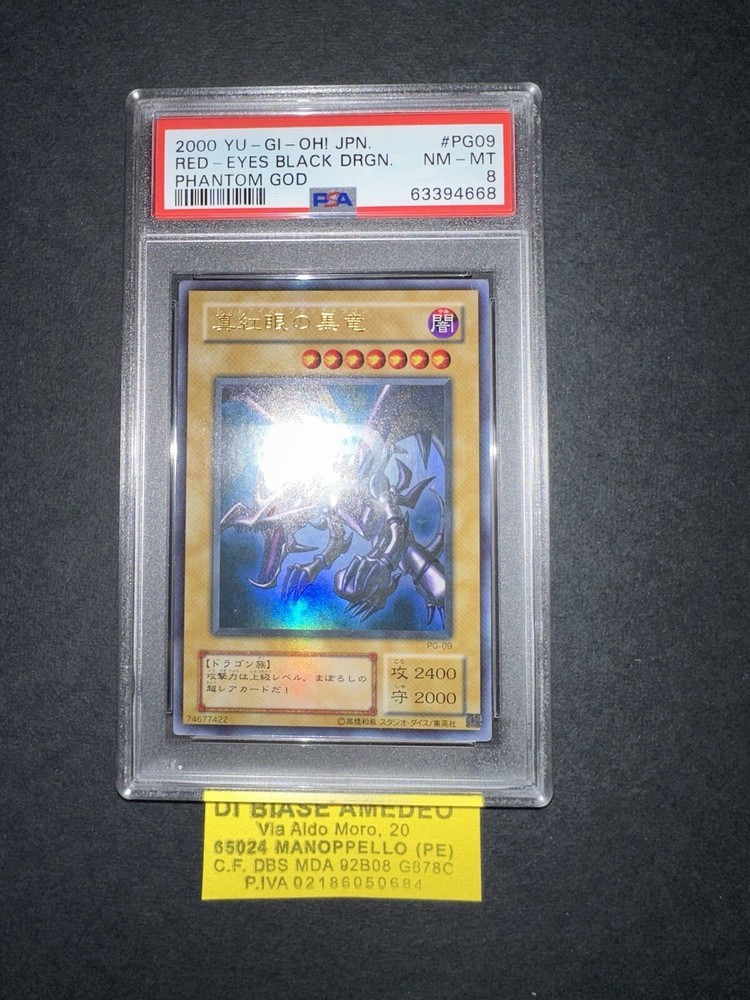 2000 YU-GI-OH! JPN. #PG09
RED-EYES BLACK DRGN. NM-MT
PHANTOM GOD 8
PSA 63394668
真紅眼の黒竜
闇
PG-09
【ドラゴン族】
攻撃力は上級レベル。まぼろしの
超レアカードだ！
攻 2400
守 2000
74677422 ©高橋和希 スタジオ・ダイス/集英社
DI BIASE AMEDEO
Via Aldo Moro, 20
65024 MANOPPELLO (PE)
C.F. DBS MDA 92B08 G878C
P.IVA 02186050684